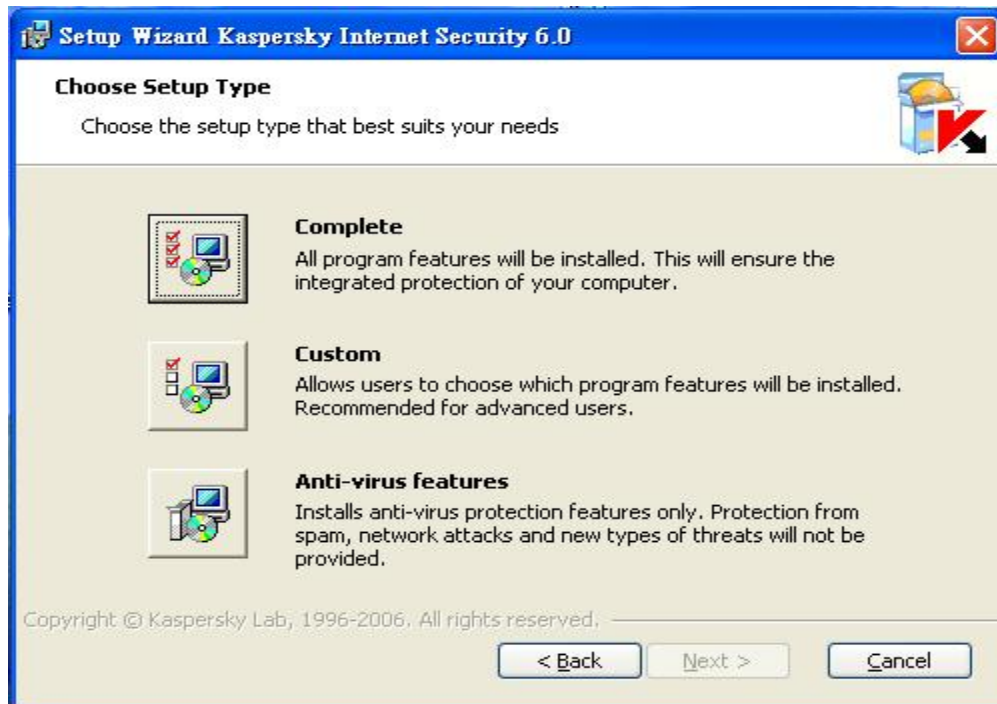 Setup Wizard Kaspersky Internet Security 6.0
Choose Setup Type
Choose the setup type that best suits your needs
Complete
All program features will be installed. This will ensure the
integrated protection of your computer.
Custom
Allows users to choose which program features will be installed.
Recommended for advanced users.
Anti-virus features
Installs anti-virus protection features only. Protection from
spam, network attacks and new types of threats will not be
provided.
Copyright © Kaspersky Lab, 1996-2006. All rights reserved.
< Back Next > Cancel